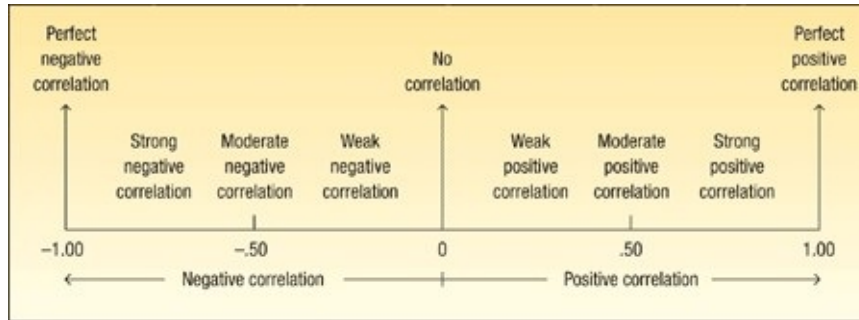 Perfect
negative
correlation
No
correlation
Perfect
positive
correlation
Strong
negative
correlation
Moderate
negative
correlation
Weak
negative
correlation
Weak
positive
correlation
Moderate
positive
correlation
Strong
positive
correlation
–1.00
–.50
0
.50
1.00
Negative correlation
Positive correlation